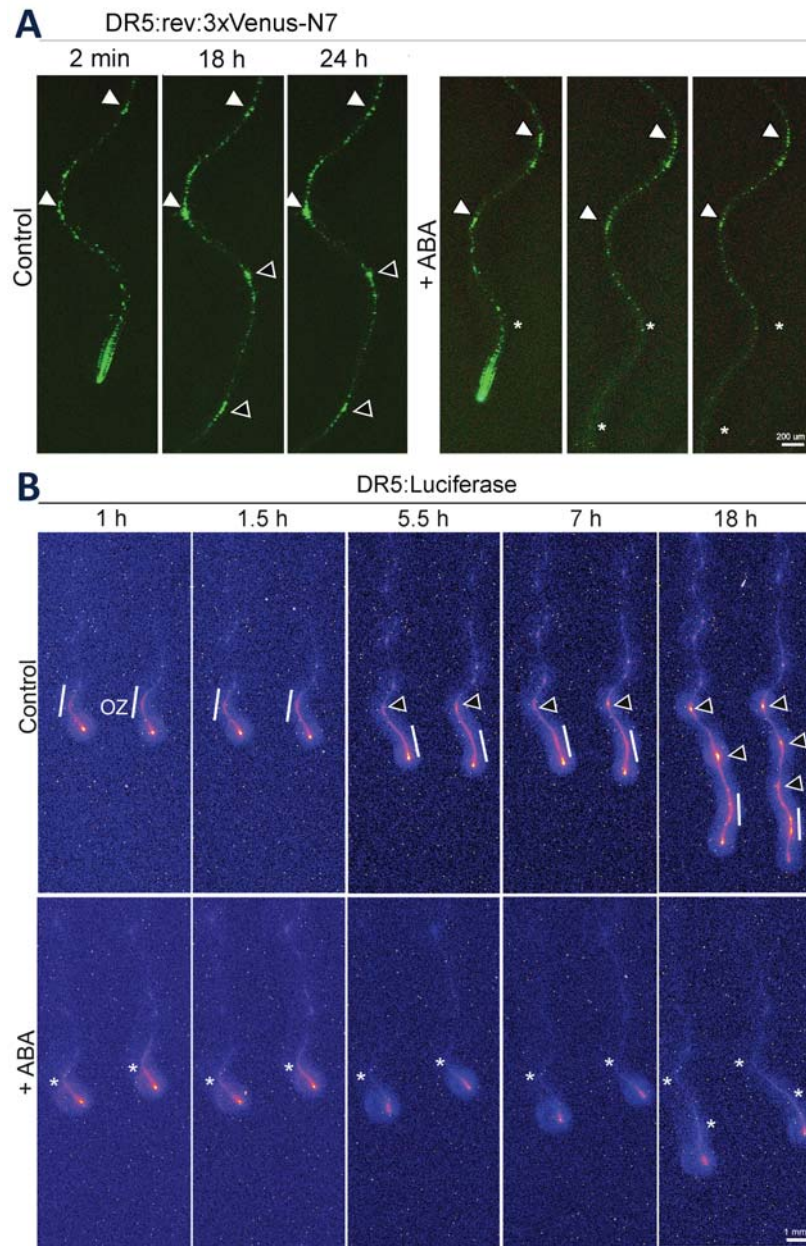 A
DR5:rev:3xVenus-N7
2 min 18 h 24 h
Control
+ ABA
* * *
* *
200 um
B
DR5:Luciferase
1 h 1.5 h 5.5 h 7 h 18 h
Control
OZ
+ ABA
* * * * * * * * * *
* *
1 mm